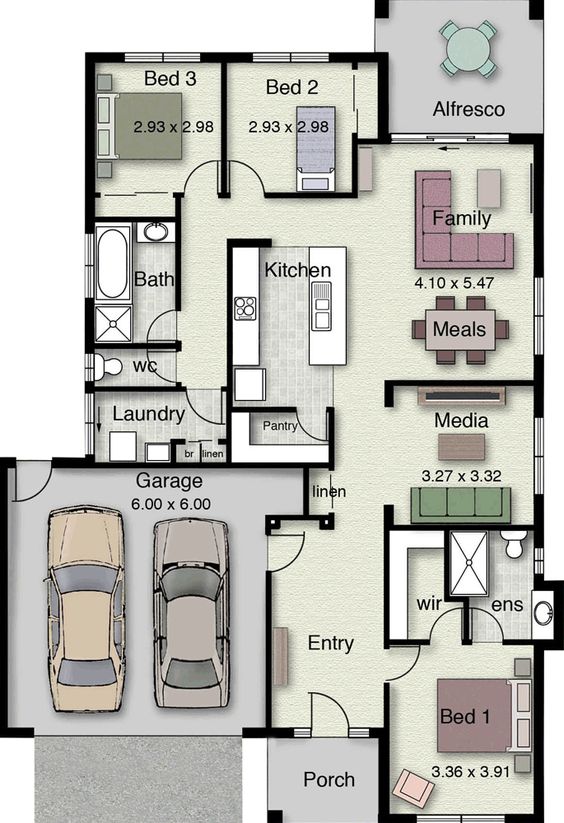 Bed 3
2.93 x 2.98
Bed 2
2.93 x 2.98
Alfresco
Family
4.10 x 5.47
Kitchen
Bath
Meals
wc
Laundry
br
linen
Pantry
Media
3.27 x 3.32
Garage
6.00 x 6.00
linen
wir
ens
Entry
Bed 1
3.36 x 3.91
Porch